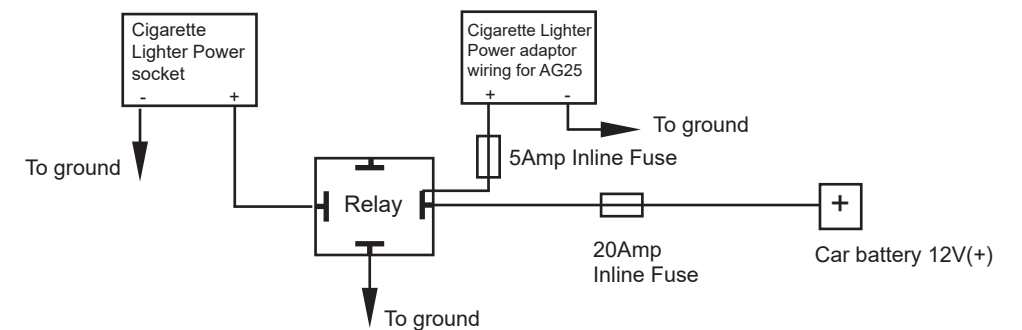 Cigarette
Lighter Power
socket
- +
Cigarette Lighter
Power adaptor
wiring for AG25
+ -
To ground
To ground
5Amp Inline Fuse
Relay
+
20Amp
Inline Fuse
Car battery 12V(+)
To ground